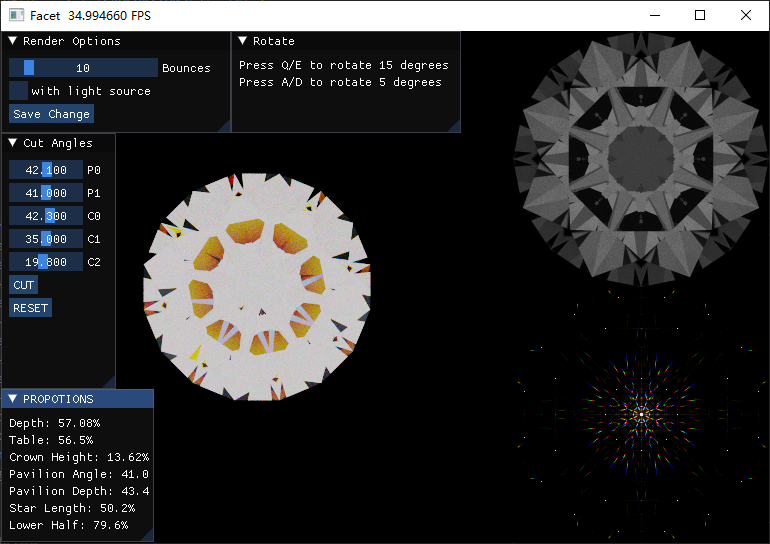 Facet 34.994660 FPS
Render Options
10 Bounces
with light source
Save Change
Rotate
Press Q/E to rotate 15 degrees
Press A/D to rotate 5 degrees
Cut Angles
42.100 P0
41.000 P1
42.300 C0
35.000 C1
19.800 C2
CUT
RESET
PROPOTIONS
Depth: 57.08%
Table: 56.5%
Crown Height: 13.62%
Pavilion Angle: 41.0
Pavilion Depth: 43.4
Star Length: 50.2%
Lower Half: 79.6%